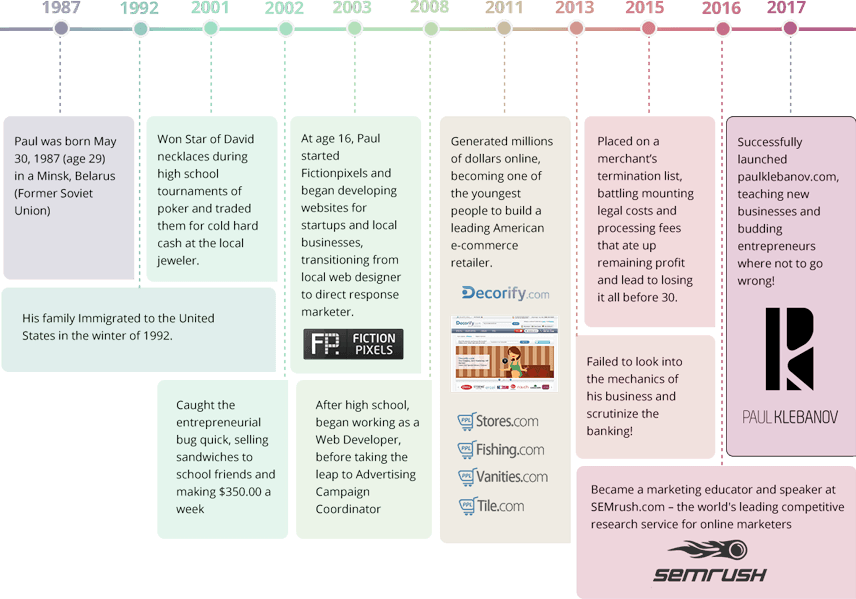 1987
1992
2001
2002
2003
2008
2011
2013
2015
2016
2017
Paul was born May
30, 1987 (age 29)
in a Minsk, Belarus
(Former Soviet
Union)
His family Immigrated to the United
States in the winter of 1992.
Won Star of David
necklaces during
high school
tournaments of
poker and traded
them for cold hard
cash at the local
jeweler.
Caught the
entrepreneurial
bug quick, selling
sandwiches to
school friends and
making $350.00 a
week
At age 16, Paul
started
Fictionpixels and
began developing
websites for
startups and local
businesses,
transitioning from
local web designer
to direct response
marketer.
FP
FICTION
PIXELS
After high school,
began working as a
Web Developer,
before taking the
leap to Advertising
Campaign
Coordinator
Generated millions
of dollars online,
becoming one of
the youngest
people to build a
leading American
e-commerce
retailer.
Decorify.com
Decorify.com
PPL Stores.com
PPL Fishing.com
PPL Vanities.com
PPL Tile.com
Failed to look into
the mechanics of
his business and
scrutinize the
banking!
Placed on a
merchant's
termination list,
battling mounting
legal costs and
processing fees
that ate up
remaining profit
and lead to losing
it all before 30.
Became a marketing educator and speaker at
SEMrush.com – the world's leading competitive
research service for online marketers
semrush
Successfully
launched
paulklebanov.com,
teaching new
businesses and
budding
entrepreneurs
where not to go
wrong!
PAUL KLEBANOV